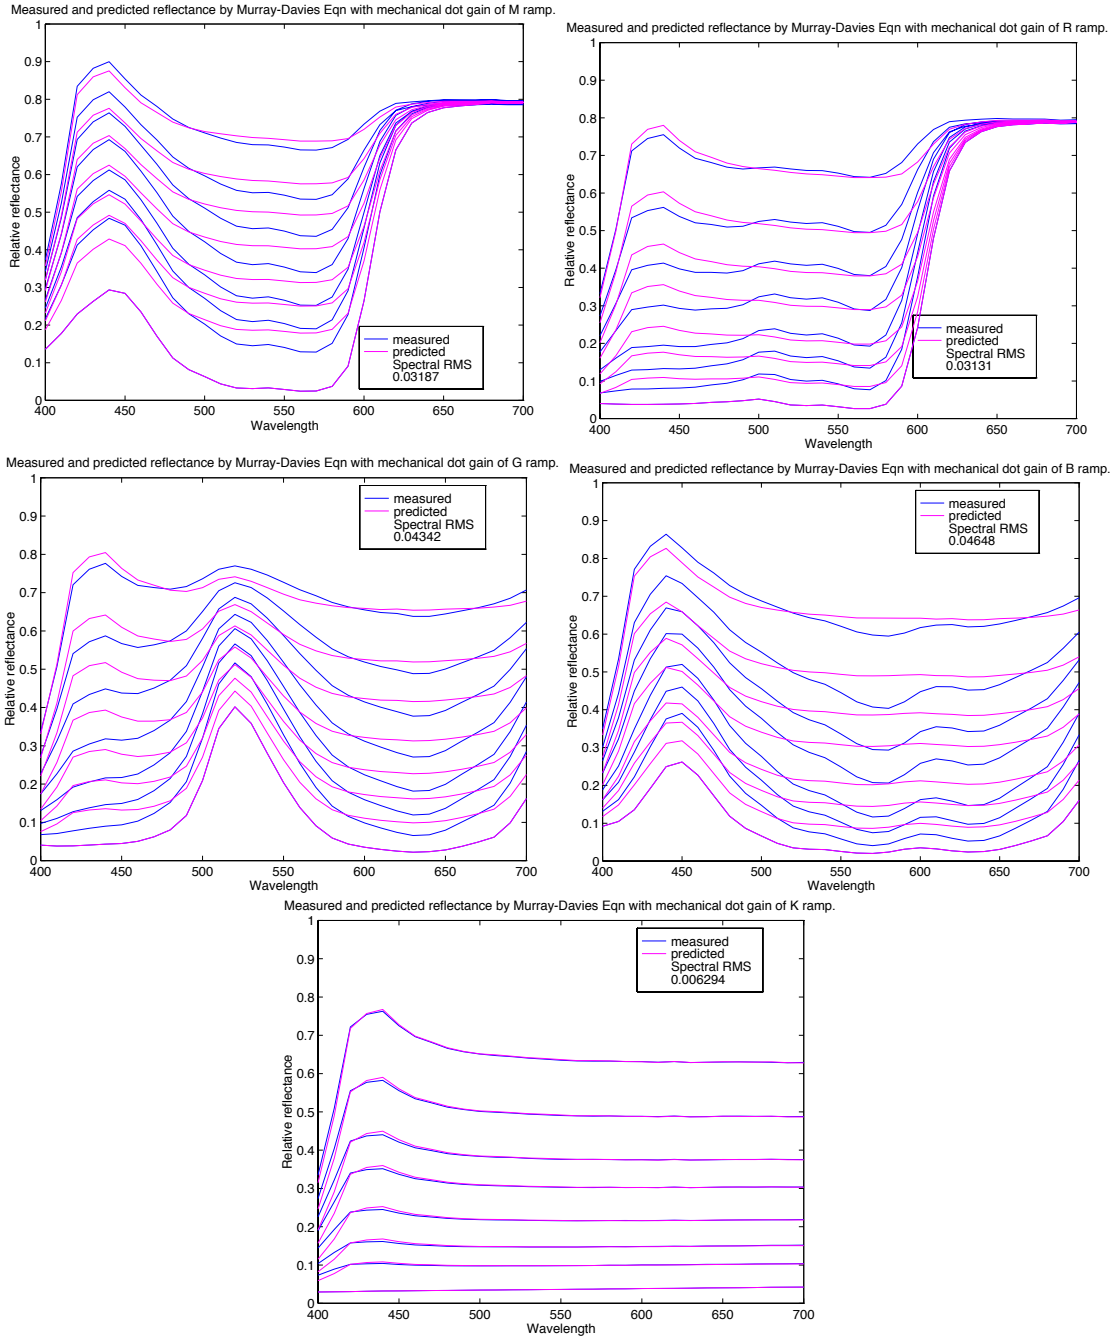 Measured and predicted reflectance by Murray-Davies Eqn with mechanical dot gain of M ramp.
1
0.9
0.8
0.7
0.6
0.5
0.4
0.3
0.2
0.1
0
Relative reflectance
measured
predicted
Spectral RMS
0.03187
400 450 500 550 600 650 700
Wavelength
Measured and predicted reflectance by Murray-Davies Eqn with mechanical dot gain of R ramp.
1
0.9
0.8
0.7
0.6
0.5
0.4
0.3
0.2
0.1
0
Relative reflectance
measured
predicted
Spectral RMS
0.03131
400 450 500 550 600 650 700
Wavelength
Measured and predicted reflectance by Murray-Davies Eqn with mechanical dot gain of G ramp.
1
0.9
0.8
0.7
0.6
0.5
0.4
0.3
0.2
0.1
0
Relative reflectance
measured
predicted
Spectral RMS
0.04342
400 450 500 550 600 650 700
Wavelength
Measured and predicted reflectance by Murray-Davies Eqn with mechanical dot gain of B ramp.
1
0.9
0.8
0.7
0.6
0.5
0.4
0.3
0.2
0.1
0
Relative reflectance
measured
predicted
Spectral RMS
0.04648
400 450 500 550 600 650 700
Wavelength
Measured and predicted reflectance by Murray-Davies Eqn with mechanical dot gain of K ramp.
1
0.9
0.8
0.7
0.6
0.5
0.4
0.3
0.2
0.1
0
Relative reflectance
measured
predicted
Spectral RMS
0.006294
400 450 500 550 600 650 700
Wavelength